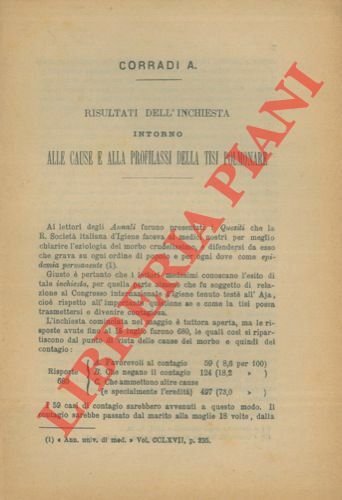 CORRADI A.
RISULTATI DELL'INCHIESTA
INTORNO
ALLE CAUSE E ALLA PROFILASSI DELLA TISI POLMONARE
Ai lettori degli Annali furono presentati i Quesiti che la
R. Società italiana d'Igiene faceva ai medici nostri per meglio
chiarire l'eziologia del morbo crudelissimo e difendersi da esso
che grava su ogni ordine di popolo e per ogni dove come epi-
demia permanente (1).
Giusto è pertanto che i lettori medesimi conoscano l'esito di
tale inchiesta, per quella parte almeno che fu soggetto di rela-
zione al Congresso internazionale d'Igiene tenuto testè all'Aja,
cioè rispetto all'importanza del contagio se e come la tisi possa
trasmettersi e divenire contagiosa.
L'inchiesta cominciata nel maggio è tuttora aperta, ma le ri-
sposte avute fino al 18 agosto furono 680, le quali così si ripar-
tiscono dal punto di vista delle cause del morbo e quindi del
contagio:
Risposte 680
a. Favorevoli al contagio 59 ( 8,6 per 100)
B. Che negano il contagio 124 (18,2 » )
c. Che ammettono altre cause
(e specialmente l'eredità) 497 (73,0 » )
I 59 casi di contagio sarebbero avvenuti a questo modo. Il
contagio sarebbe passato dal marito alla moglie 18 volte, dalla
(1) « Ann. univ. di med. » Vol. CCLXVII, p. 235.
LIBRERIA PIANI